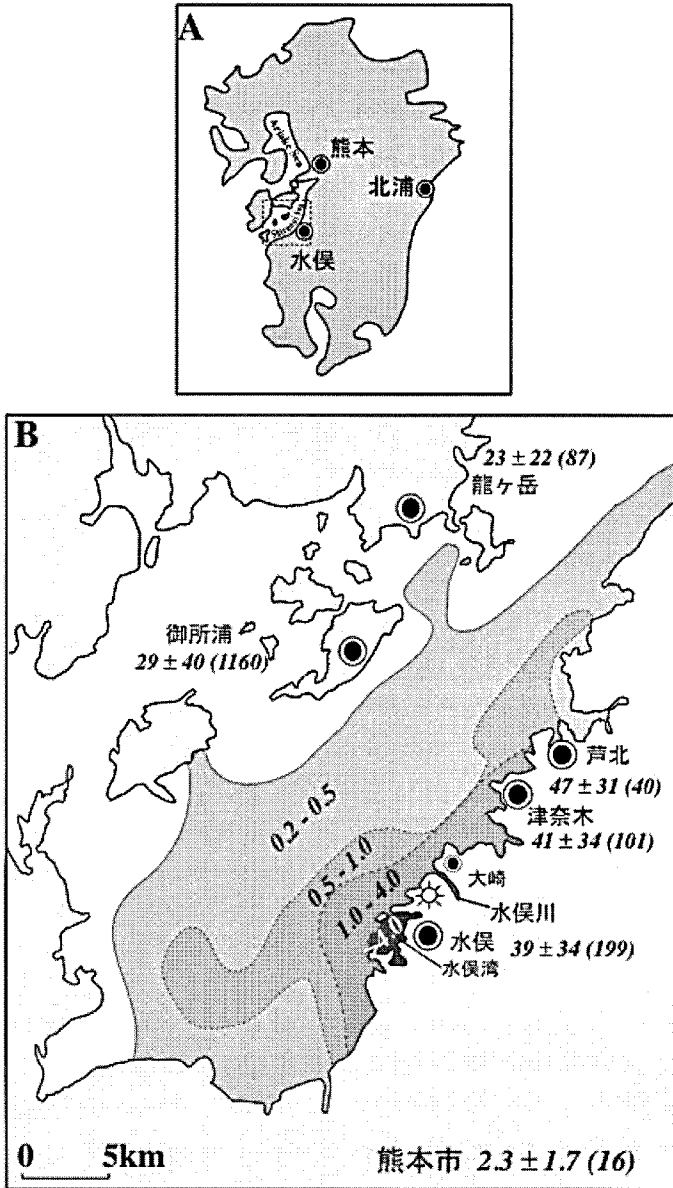 A
Ariake Sea
熊本
北浦
水俣
B
23 ± 22 (87)
龍ヶ岳
御所浦
29 ± 40 (1160)
芦北
47 ± 31 (40)
津奈木
41 ± 34 (101)
0.2 - 0.5
0.5 - 1.0
1.0 - 4.0
大崎
水俣川
水俣
39 ± 34 (199)
水俣湾
0 5km
熊本市 2.3 ± 1.7 (16)